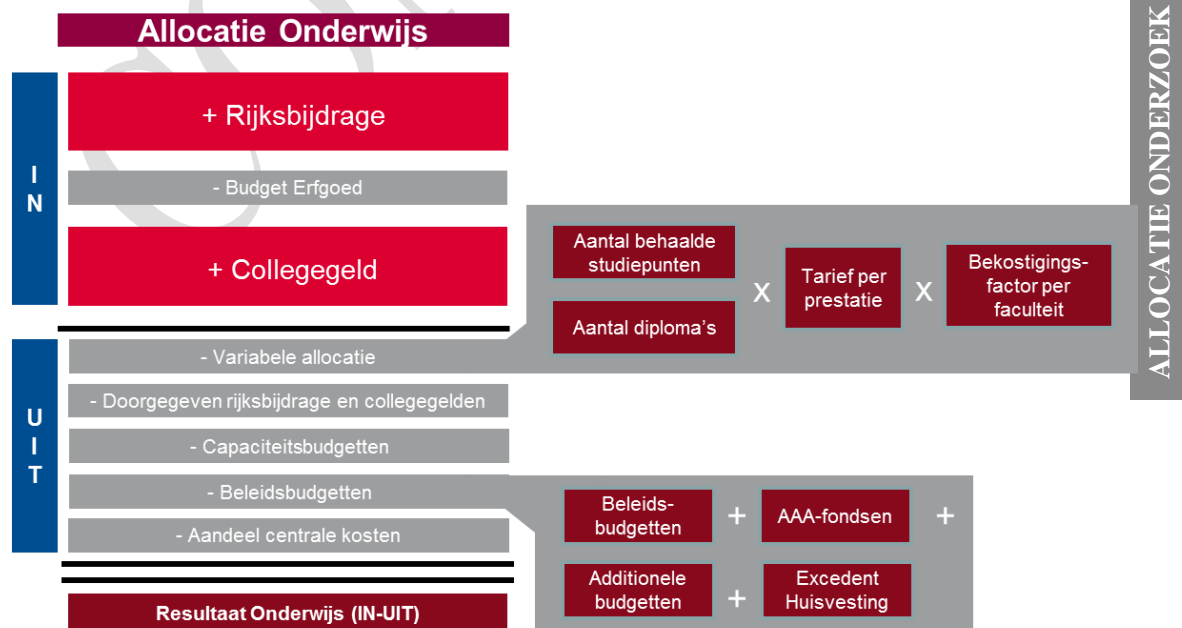 Allocatie Onderwijs
I
N
+ Rijksbijdrage
- Budget Erfgoed
+ Collegegeld
U
I
T
- Variabele allocatie
- Doorgegeven rijksbijdrage en collegegelden
- Capaciteitsbudgetten
- Beleidsbudgetten
- Aandeel centrale kosten
Resultaat Onderwijs (IN-UIT)
Aantal behaalde
studiepunten
Aantal diploma's
X
Tarief per
prestatie
X
Bekostigings-
factor per
faculteit
Beleids-
budgetten
+
AAA-fondsen
+
Additionele
budgetten
+
Excedent
Huisvesting
ALLOCATIE ONDERZOEK